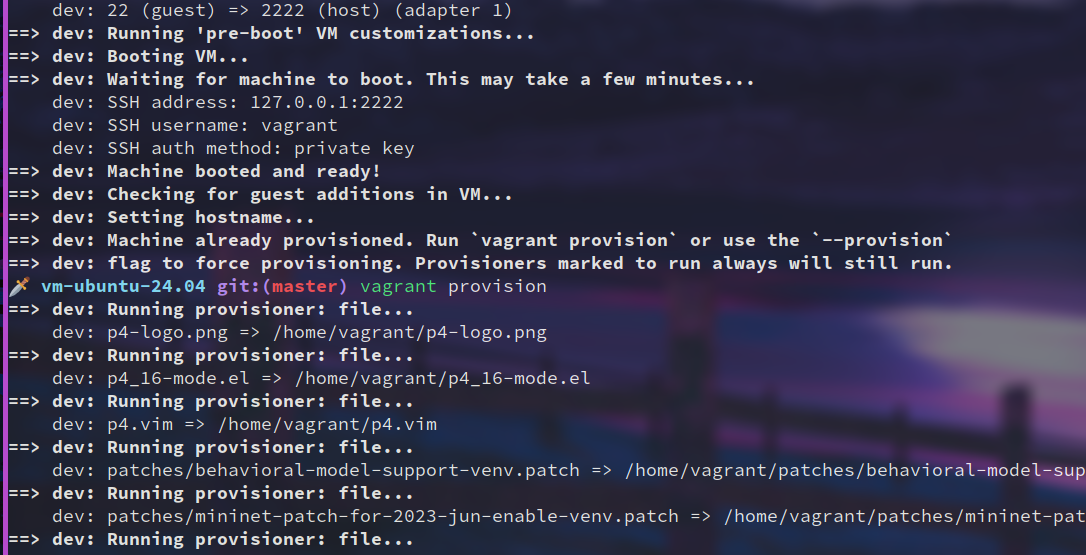 dev: 22 (guest) => 2222 (host) (adapter 1)
==> dev: Running 'pre-boot' VM customizations...
==> dev: Booting VM...
==> dev: Waiting for machine to boot. This may take a few minutes...
dev: SSH address: 127.0.0.1:2222
dev: SSH username: vagrant
dev: SSH auth method: private key
==> dev: Machine booted and ready!
==> dev: Checking for guest additions in VM...
==> dev: Setting hostname...
==> dev: Machine already provisioned. Run `vagrant provision` or use the `--provision`
==> dev: flag to force provisioning. Provisioners marked to run always will still run.
🗡 vm-ubuntu-24.04 git:(master) vagrant provision
==> dev: Running provisioner: file...
dev: p4-logo.png => /home/vagrant/p4-logo.png
==> dev: Running provisioner: file...
dev: p4_16-mode.el => /home/vagrant/p4_16-mode.el
==> dev: Running provisioner: file...
dev: p4.vim => /home/vagrant/p4.vim
==> dev: Running provisioner: file...
dev: patches/behavioral-model-support-venv.patch => /home/vagrant/patches/behavioral-model-sup
==> dev: Running provisioner: file...
dev: patches/mininet-patch-for-2023-jun-enable-venv.patch => /home/vagrant/patches/mininet-pat
==> dev: Running provisioner: file...